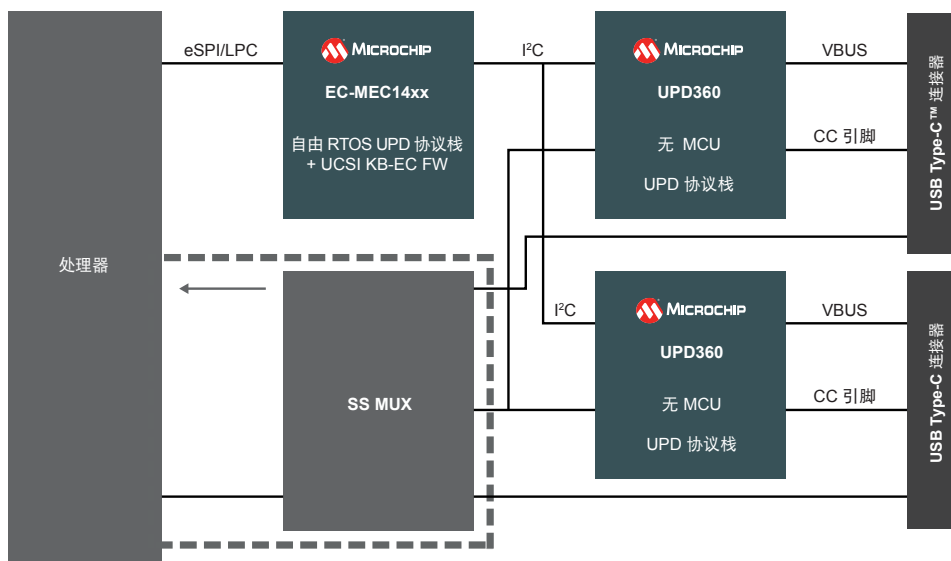 处理器
eSPI/LPC
MICROCHIP
EC-MEC14xx
自由 RTOS UPD 协议栈
+ UCSI KB-EC FW
I²C
MICROCHIP
UPD360
无 MCU
UPD 协议栈
VBUS
CC 引脚
USB Type-C™ 连接器
SS MUX
I²C
MICROCHIP
UPD360
无 MCU
UPD 协议栈
VBUS
CC 引脚
USB Type-C 连接器